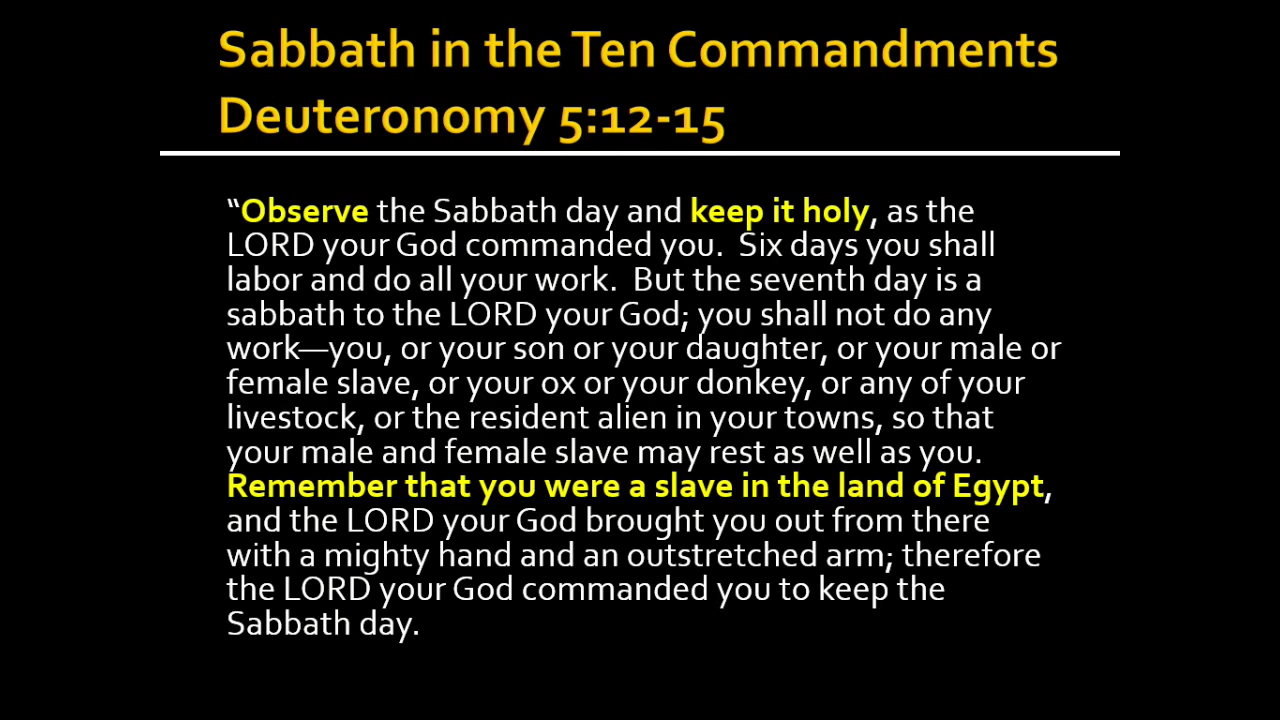 Sabbath in the Ten Commandments
Deuteronomy 5:12-15
“Observe the Sabbath day and keep it holy, as the
LORD your God commanded you.  Six days you shall
labor and do all your work.  But the seventh day is a
sabbath to the LORD your God; you shall not do any
work—you, or your son or your daughter, or your male or
female slave, or your ox or your donkey, or any of your
livestock, or the resident alien in your towns, so that
your male and female slave may rest as well as you.
Remember that you were a slave in the land of Egypt,
and the LORD your God brought you out from there
with a mighty hand and an outstretched arm; therefore
the LORD your God commanded you to keep the
Sabbath day.